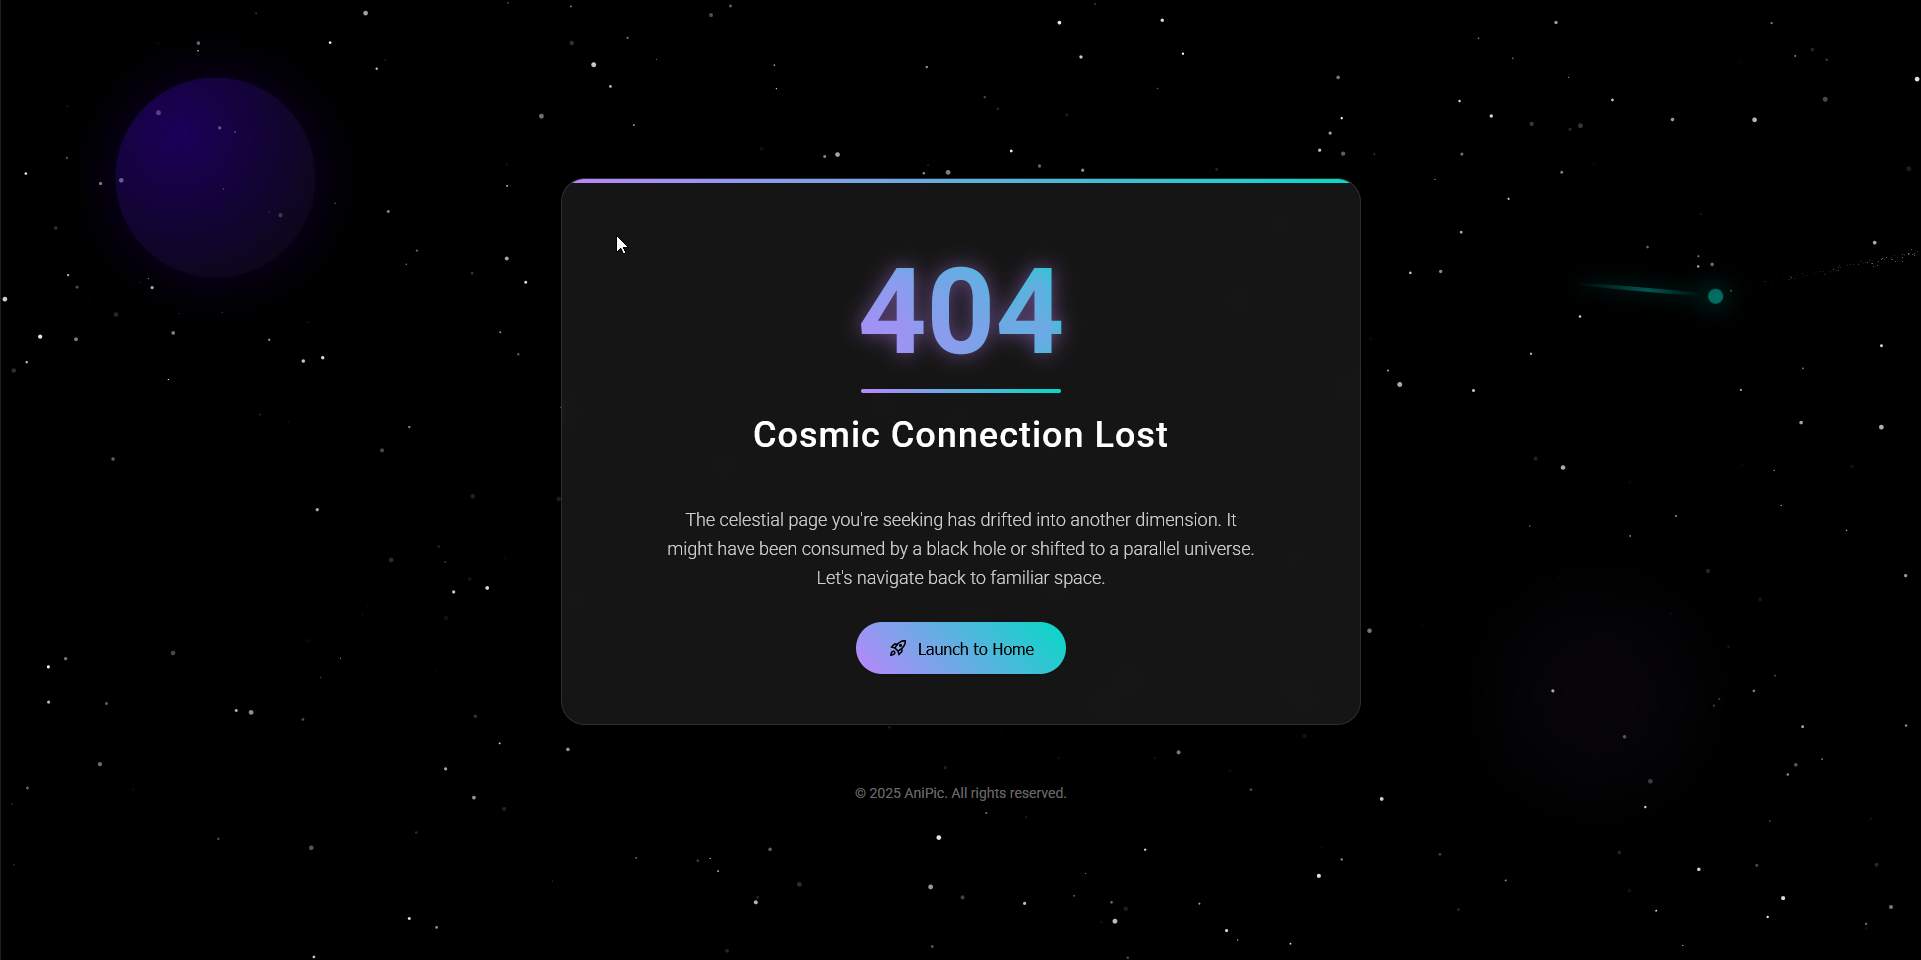 404
Cosmic Connection Lost
The celestial page you're seeking has drifted into another dimension. It
might have been consumed by a black hole or shifted to a parallel universe.
Let's navigate back to familiar space.
Launch to Home
© 2025 AniPic. All rights reserved.